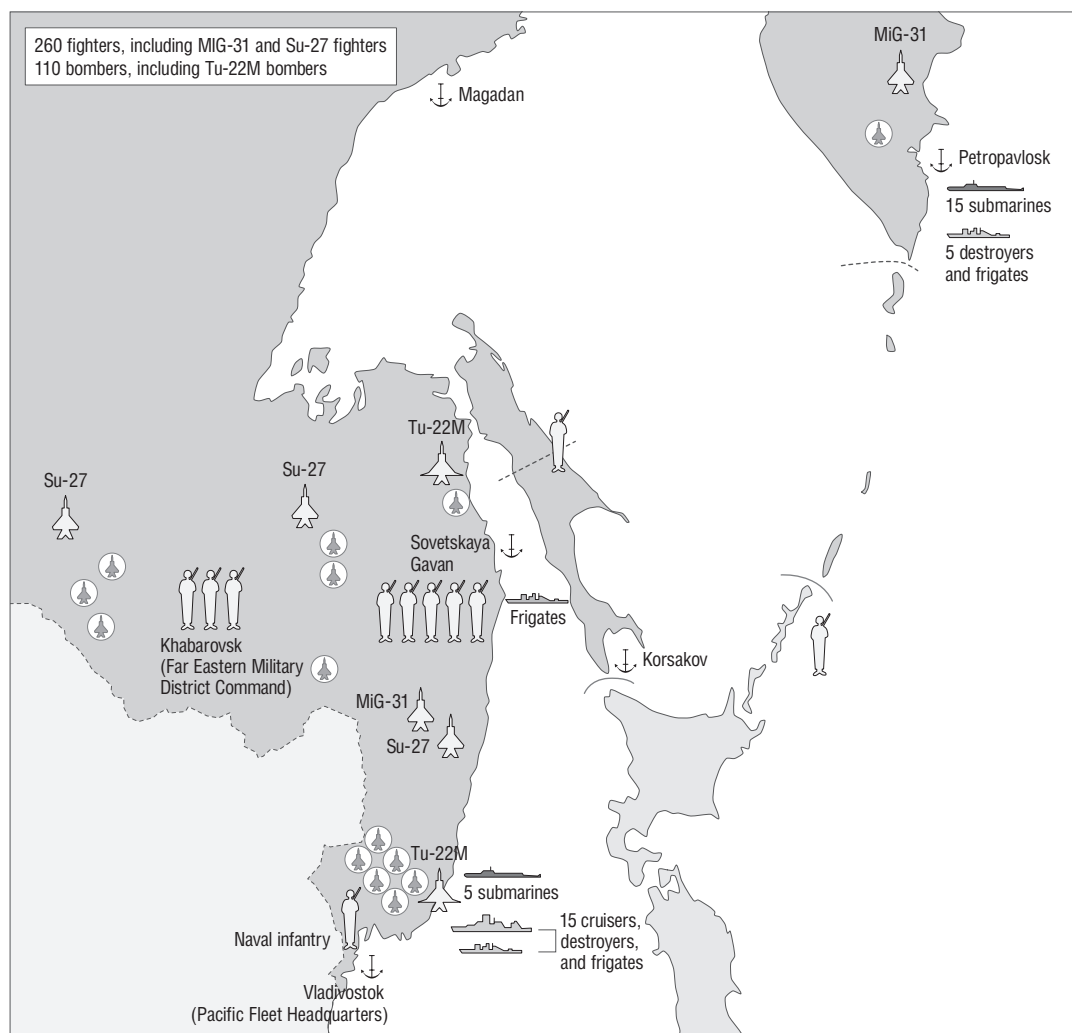 260 fighters, including MIG-31 and Su-27 fighters
110 bombers, including Tu-22M bombers
MiG-31
Magadan
Petropavlosk
15 submarines
5 destroyers
and frigates
Tu-22M
Su-27
Su-27
Sovetskaya
Gavan
Frigates
Khabarovsk
(Far Eastern Military
District Command)
Korsakov
MiG-31
Su-27
Tu-22M
5 submarines
15 cruisers,
destroyers,
and frigates
Naval infantry
Vladivostok
(Pacific Fleet Headquarters)